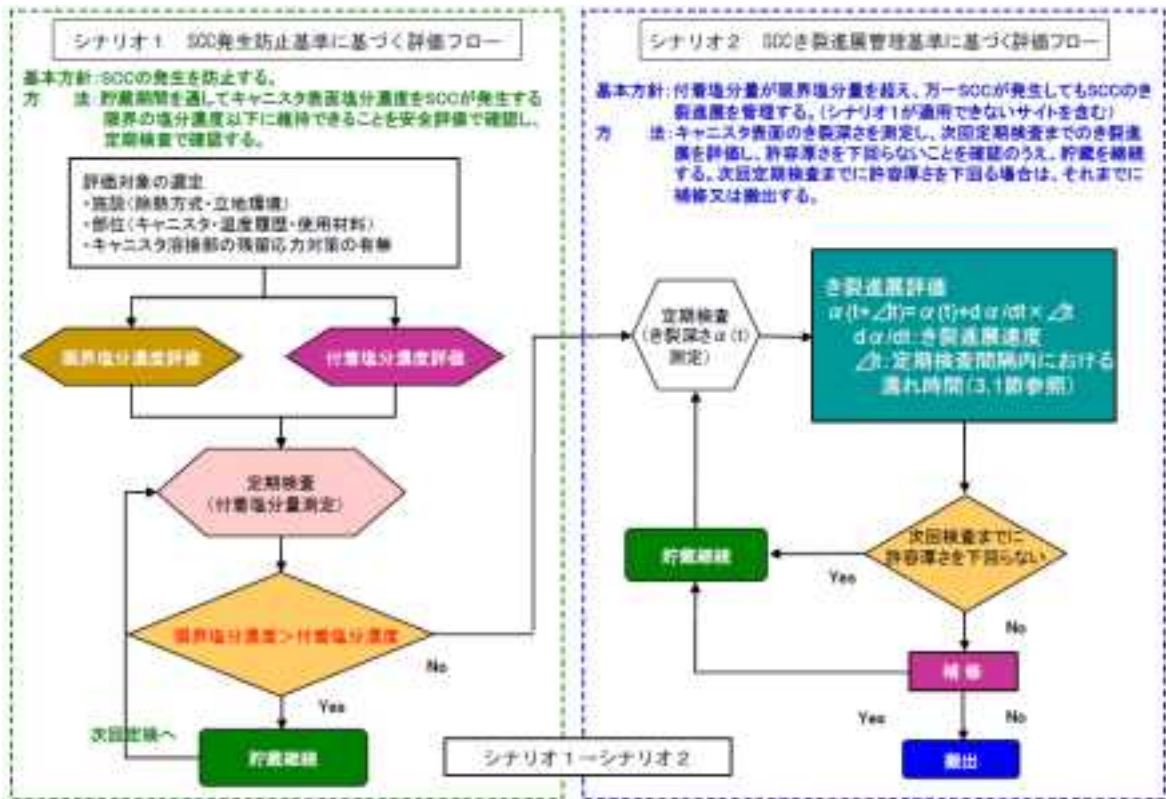 シナリオ1　SCC発生防止基準に基づく評価フロー
基本方針:SCCの発生を防止する。
方　　法:貯蔵期間を通してキャニスタ表面塩分濃度をSCCが発生する
限界の塩分濃度以下に維持できることを安全評価で確認し、
定期検査で確認する。
評価対象の選定
・施設(除熱方式・立地環境)
・部位(キャニスタ・温度履歴・使用材料)
・キャニスタ溶接部の残留応力対策の有無
限界塩分濃度評価
付着塩分濃度評価
定期検査
(付着塩分量測定)
限界塩分濃度>付着塩分濃度
No
Yes
次回定検へ
貯蔵継続
シナリオ1→シナリオ2
シナリオ2　SCCき裂進展管理基準に基づく評価フロー
基本方針:付着塩分量が限界塩分量を超え、万一SCCが発生してもSCCのき
裂進展を管理する。(シナリオ1が適用できないサイトを含む)
方　　法:キャニスタ表面のき裂深さを測定し、次回定期検査までのき裂進
展を評価し、許容厚さを下回らないことを確認のうえ、貯蔵を継続
する。次回定期検査までに許容厚さを下回る場合は、それまでに
補修又は搬出する。
定期検査
(き裂深さα(t)
測定)
き裂進展評価
α(t+⊿t)=α(t)+dα/dt×⊿t
dα/dt:き裂進展速度
⊿t:定期検査間隔内における
濡れ時間(3.1節参照)
次回検査までに
許容厚さを下回らない
Yes
貯蔵継続
No
補修
Yes
No
搬出